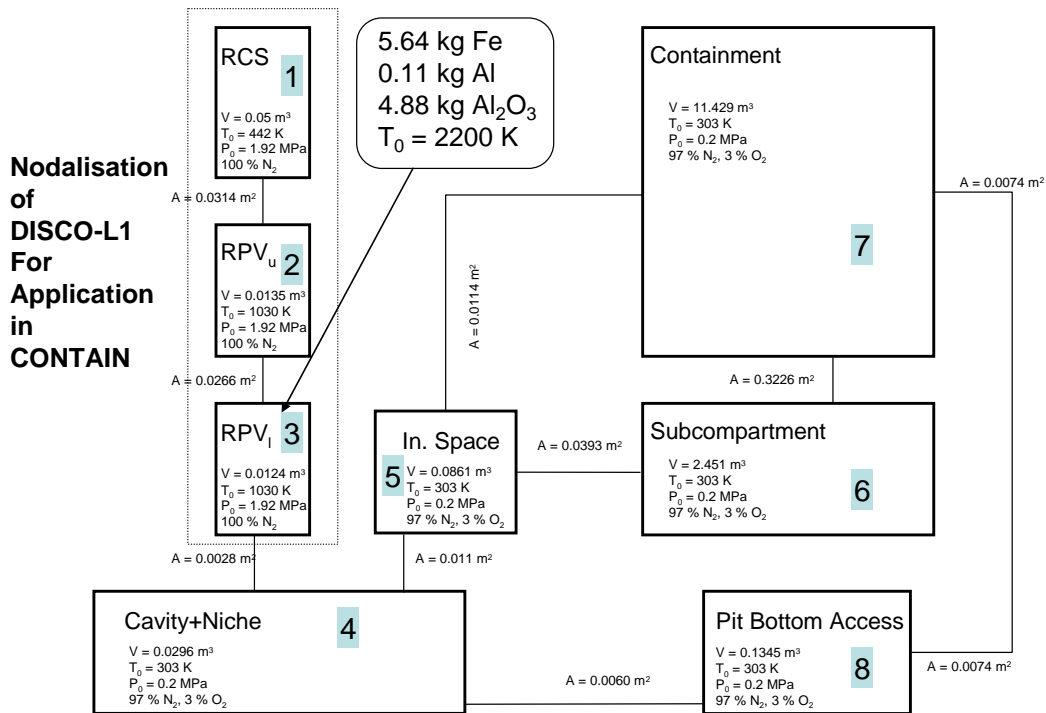 Nodalisation
of
DISCO-L1
For
Application
in
CONTAIN
RCS
1
V = 0.05 m³
T₀ = 442 K
P₀ = 1.92 MPa
100 % N₂
A = 0.0314 m²
RPVᵤ
2
V = 0.0135 m³
T₀ = 1030 K
P₀ = 1.92 MPa
100 % N₂
A = 0.0266 m²
RPVₗ
3
V = 0.0124 m³
T₀ = 1030 K
P₀ = 1.92 MPa
100 % N₂
A = 0.0028 m²
5.64 kg Fe
0.11 kg Al
4.88 kg Al₂O₃
T₀ = 2200 K
Containment
V = 11.429 m³
T₀ = 303 K
P₀ = 0.2 MPa
97 % N₂, 3 % O₂
7
A = 0.0074 m²
A = 0.0114 m²
A = 0.3226 m²
In. Space
5
V = 0.0861 m³
T₀ = 303 K
P₀ = 0.2 MPa
97 % N₂, 3 % O₂
A = 0.0393 m²
A = 0.011 m²
Subcompartment
V = 2.451 m³
T₀ = 303 K
P₀ = 0.2 MPa
97 % N₂, 3 % O₂
6
Cavity+Niche
4
V = 0.0296 m³
T₀ = 303 K
P₀ = 0.2 MPa
97 % N₂, 3 % O₂
A = 0.0060 m²
Pit Bottom Access
V = 0.1345 m³
T₀ = 303 K
P₀ = 0.2 MPa
97 % N₂, 3 % O₂
8
A = 0.0074 m²